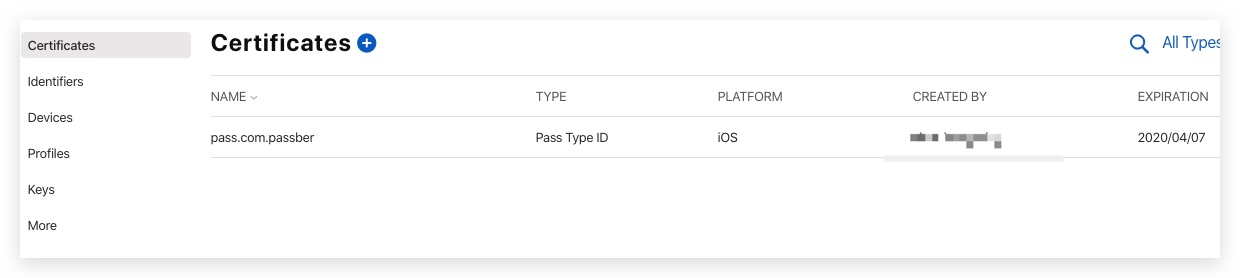 Certificates
Identifiers
Devices
Profiles
Keys
More
Certificates
All Types
NAME TYPE PLATFORM CREATED BY EXPIRATION
pass.com.passber Pass Type ID iOS 2020/04/07